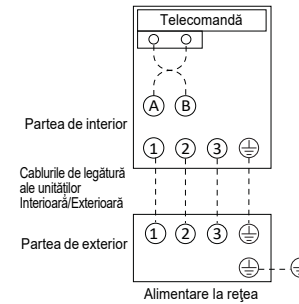 Telecomandă
A B
Partea de interior
1 2 3
Cablurile de legătură
ale unităților
Interioară/Exterioară
1 2 3
Partea de exterior
Alimentare la rețea